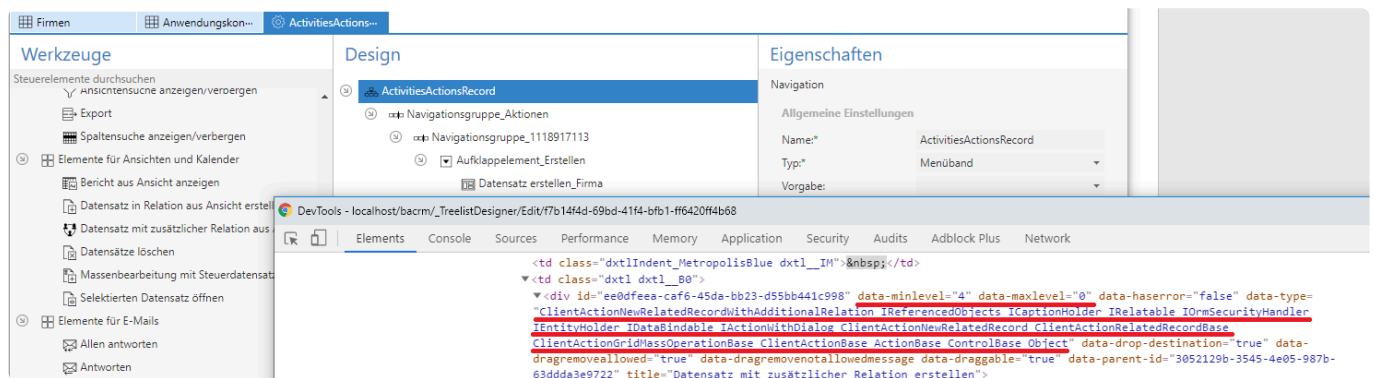 Firmen
Anwendungskon···
ActivitiesActions···
Werkzeuge
Steuerelemente durchsuchen
Ansichtensuche anzeigen/verbergen
Export
Spaltensuche anzeigen/verbergen
Elemente für Ansichten und Kalender
Bericht aus Ansicht anzeigen
Datensatz in Relation aus Ansicht erstell
Datensatz mit zusätzlicher Relation aus
Datensätze löschen
Massenbearbeitung mit Steuerdatensat
Selektierten Datensatz öffnen
Elemente für E-Mails
Allen antworten
Antworten
Design
ActivitiesActionsRecord
Navigationsgruppe_Aktionen
Navigationsgruppe_1118917113
Aufklappelement_Erstellen
Datensatz erstellen_Firma
Eigenschaften
Navigation
Allgemeine Einstellungen
Name:* ActivitiesActionsRecord
Typ:* Menüband
Vorgabe:
DevTools - localhost/bacrm/_TreelistDesigner/Edit/f7b14f4d-69bd-41f4-bfb1-ff6420ff4b68
Elements Console Sources Performance Memory Application Security Audits Adblock Plus Network
<td class="dxtlIndent_MetropolisBlue dxtl__IM">&nbsp;</td>
▼<td class="dxtl dxtl__B0">
▼<div id="ee0dfeea-caf6-45da-bb23-d55bb441c998" data-minlevel="4" data-maxlevel="0" data-haserror="false" data-type=
"ClientActionNewRelatedRecordWithAdditionalRelation IReferencedObjects ICaptionHolder IRelatable IOrmSecurityHandler
IEntityHolder IDataBindable IActionWithDialog ClientActionNewRelatedRecord ClientActionRelatedRecordBase
ClientActionGridMassOperationBase ClientActionBase ActionBase ControlBase Object" data-drop-destination="true" data-
dragremoveallowed="true" data-dragremovenotallowedmessage data-draggable="true" data-parent-id="3052129b-3545-4e05-987b-
63ddda3e9722" title="Datensatz mit zusätzlicher Relation erstellen">